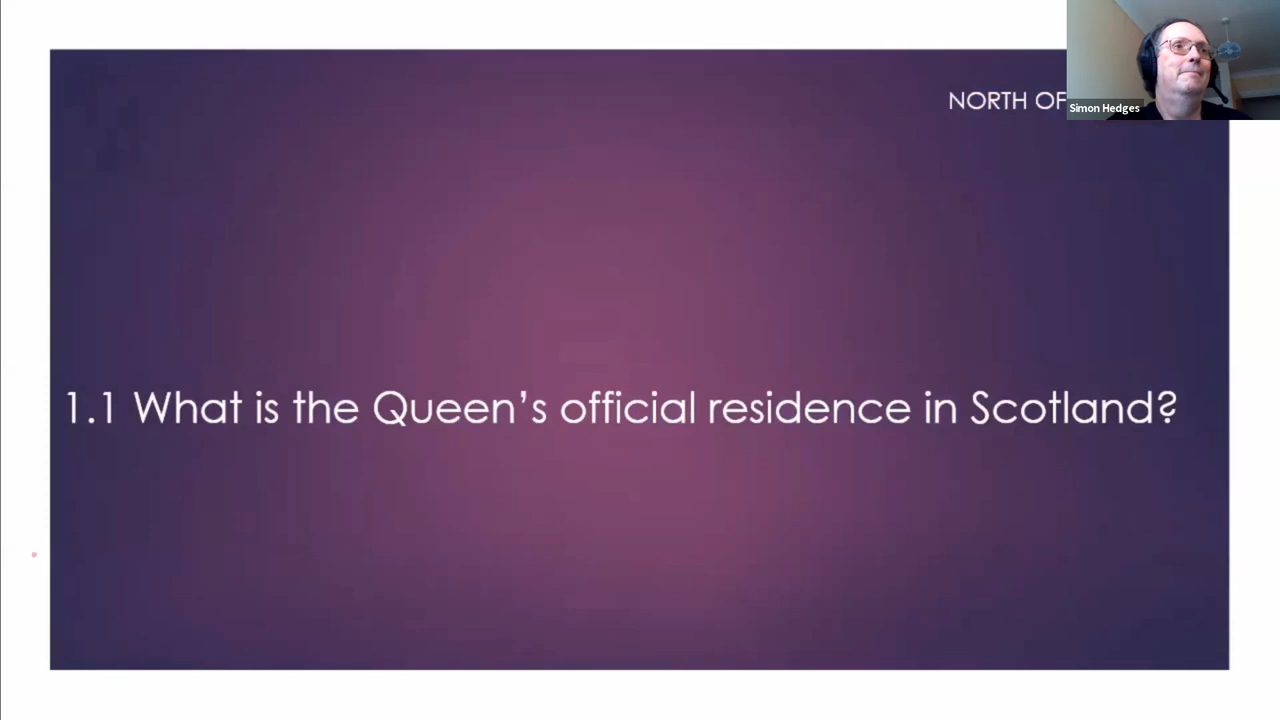 NORTH OF
Simon Hedges
1.1 What is the Queen’s official residence in Scotland?